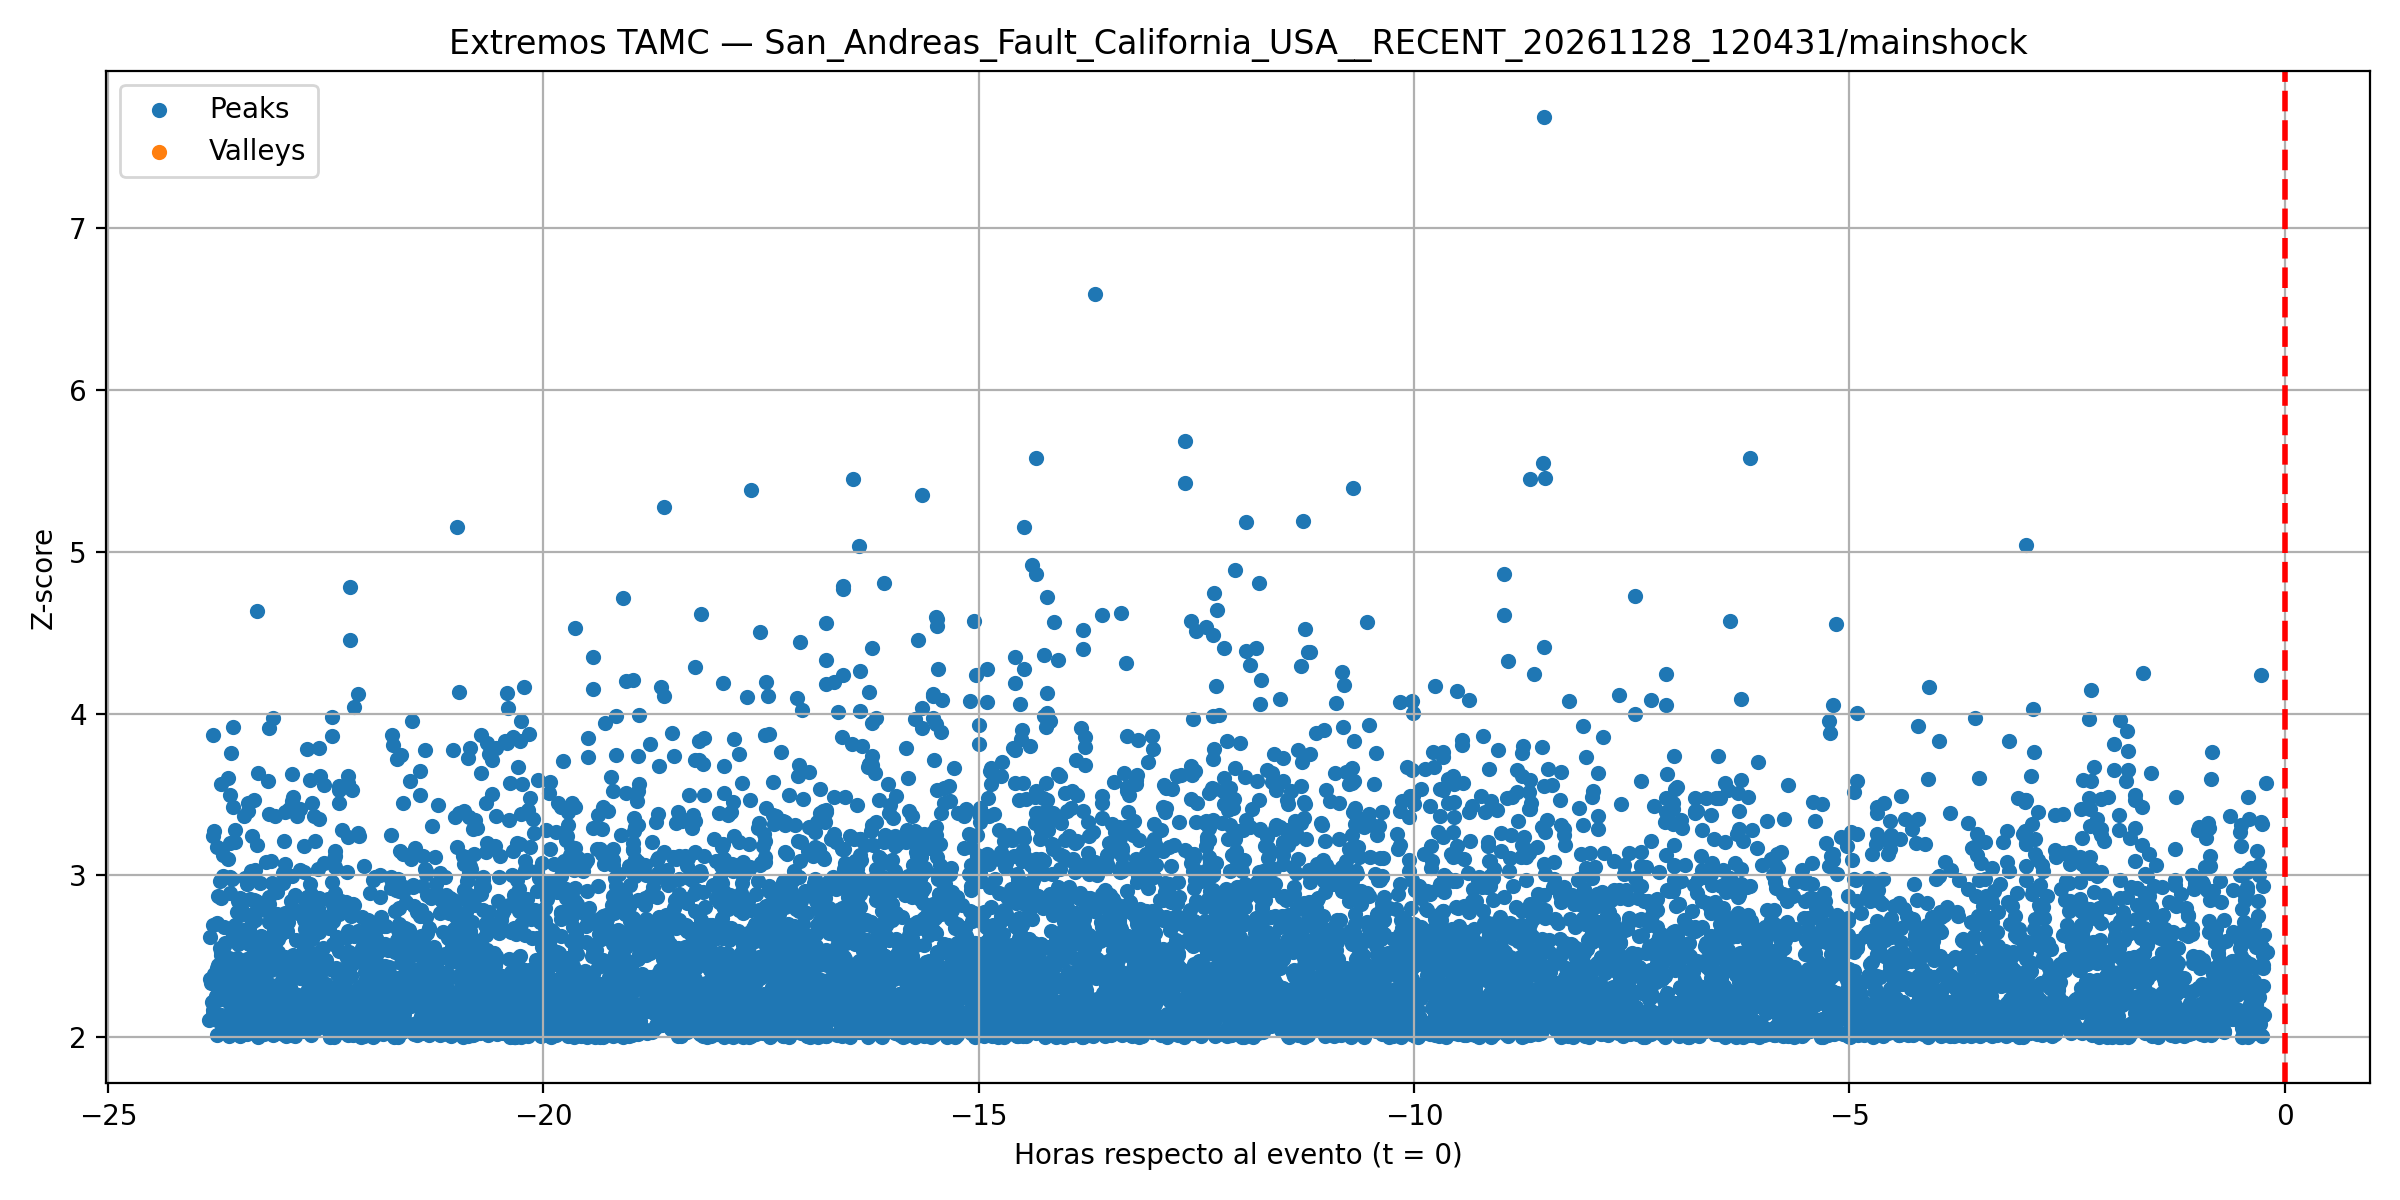 Extremos TAMC — San_Andreas_Fault_California_USA__RECENT_20261128_120431/mainshock
Peaks
Valleys
Z-score
7
6
5
4
3
2
−25 −20 −15 −10 −5 0
Horas respecto al evento (t = 0)